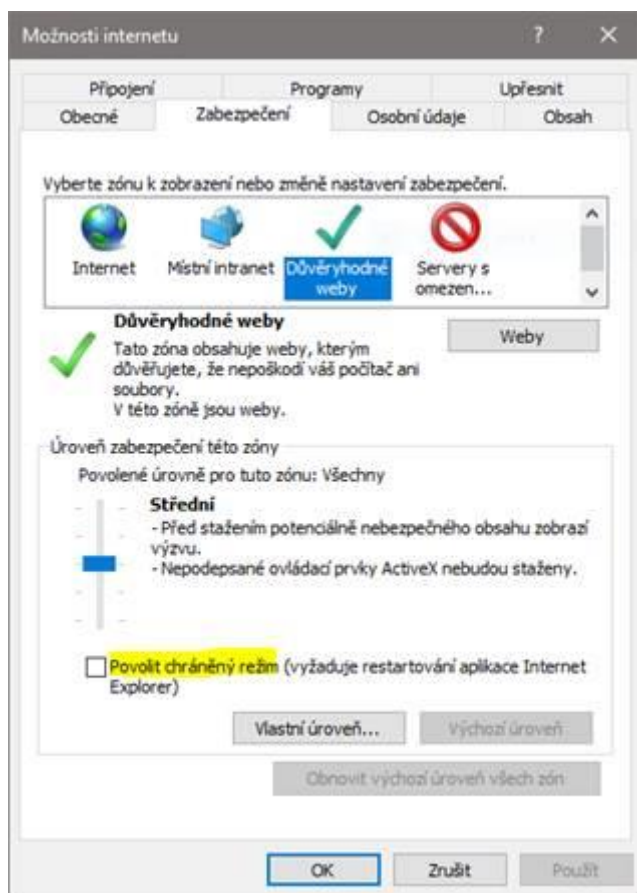 Možnosti internetu
Připojení Programy Upřesnit
Obecné Zabezpečení Osobní údaje Obsah
Vyberte zónu k zobrazení nebo změně nastavení zabezpečení.
Internet Místní intranet Důvěryhodné weby Servery s omezen...
Důvěryhodné weby
Tato zóna obsahuje weby, kterým
důvěřujete, že nepoškodí váš počítač ani
soubory.
V této zóně jsou weby.
Weby
Úroveň zabezpečení této zóny
Povolené úrovně pro tuto zónu: Všechny
Střední
- Před stažením potenciálně nebezpečného obsahu zobrazí
výzvu.
- Nepodepsané ovládací prvky ActiveX nebudou staženy.
Povolit chráněný režim (vyžaduje restartování aplikace Internet
Explorer)
Vlastní úroveň... Výchozí úroveň
Obnovit výchozí úroveň všech zón
OK Zrušit Použít